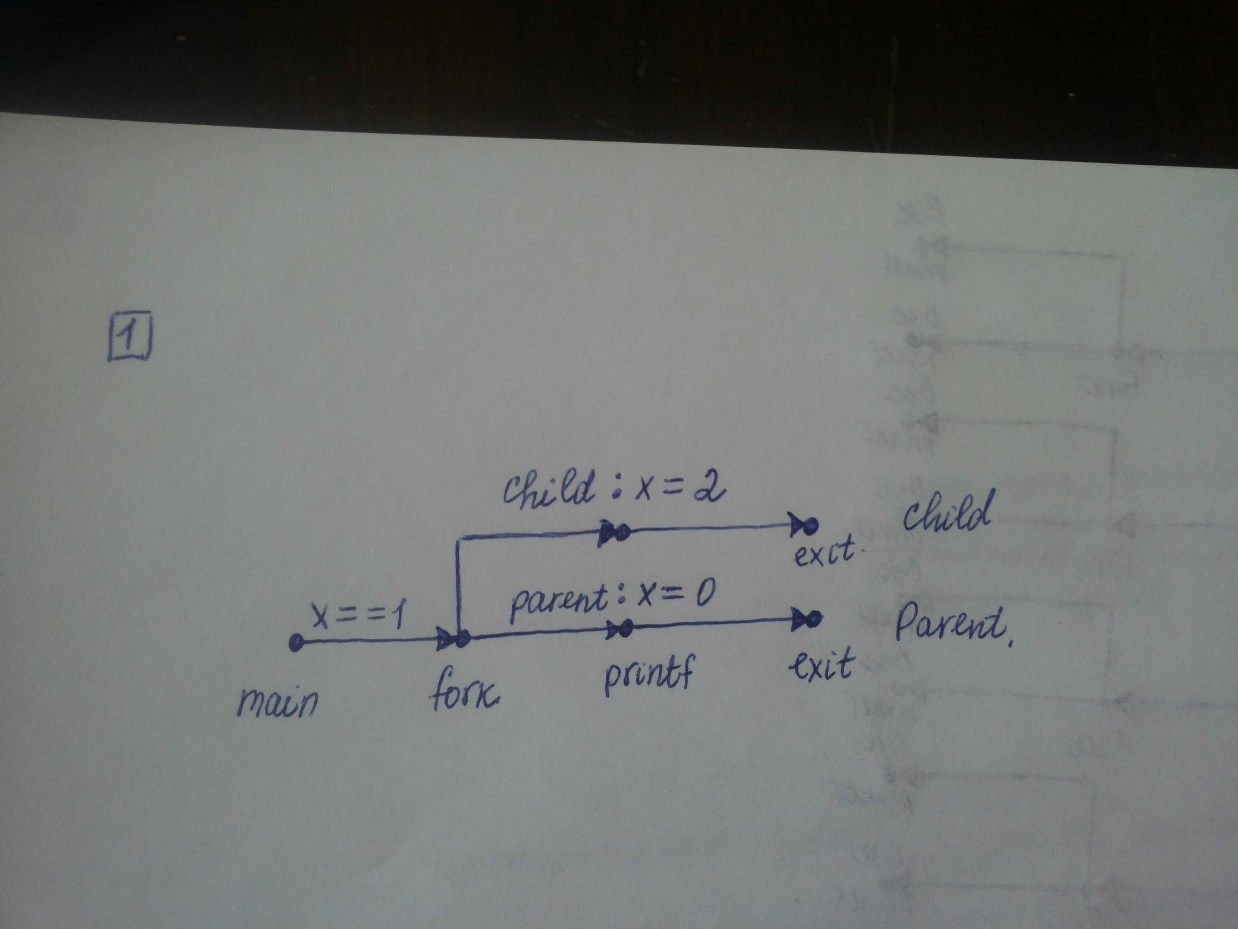 1
child : x = 2
child
exit.
x = = 1
parent : x = 0
Parent.
main
fork
printf
exit